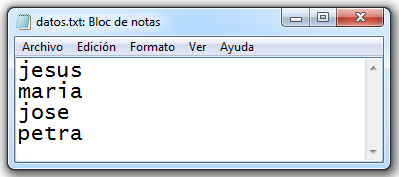 datos.txt: Bloc de notas
Archivo Edición Formato Ver Ayuda
jesus
maria
jose
petra